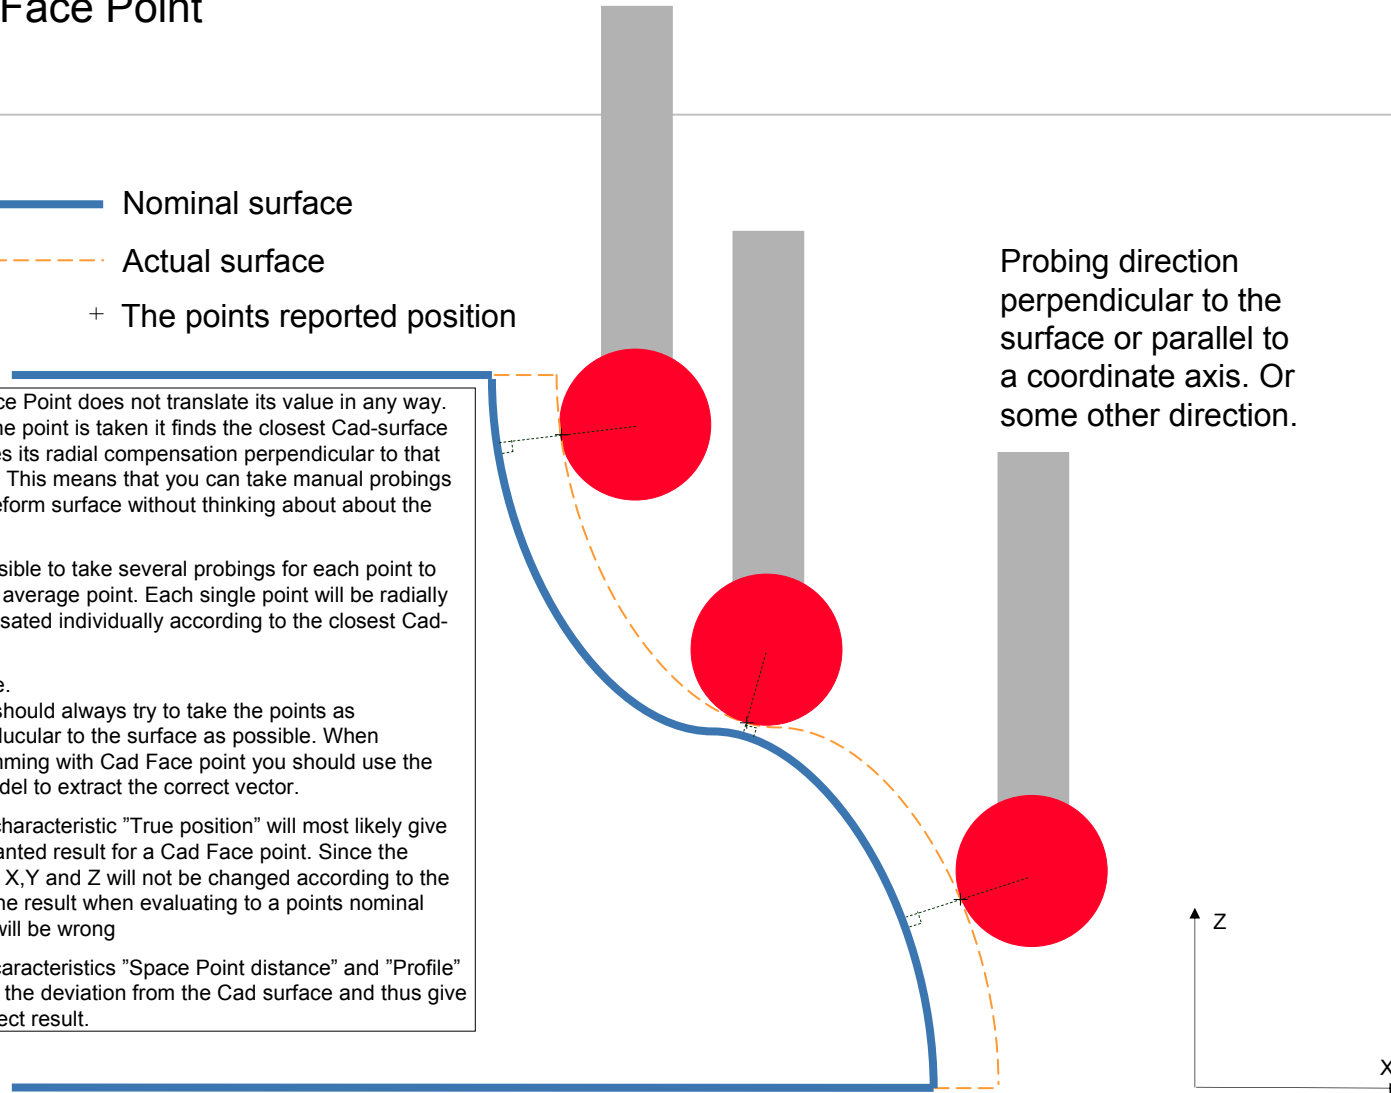 Face Point
Nominal surface
Actual surface
+ The points reported position
Probing direction
perpendicular to the
surface or parallel to
a coordinate axis. Or
some other direction.
ce Point does not translate its value in any way.
ne point is taken it finds the closest Cad-surface
es its radial compensation perpendicular to that
. This means that you can take manual probings
eform surface without thinking about about the
sible to take several probings for each point to
average point. Each single point will be radially
sated individually according to the closest Cad-
e.
should always try to take the points as
ducular to the surface as possible. When
nming with Cad Face point you should use the
del to extract the correct vector.
characteristic ”True position” will most likely give
anted result for a Cad Face point. Since the
X,Y and Z will not be changed according to the
ne result when evaluating to a points nominal
will be wrong
caracteristics ”Space Point distance” and ”Profile”
the deviation from the Cad surface and thus give
ect result.
Z
X